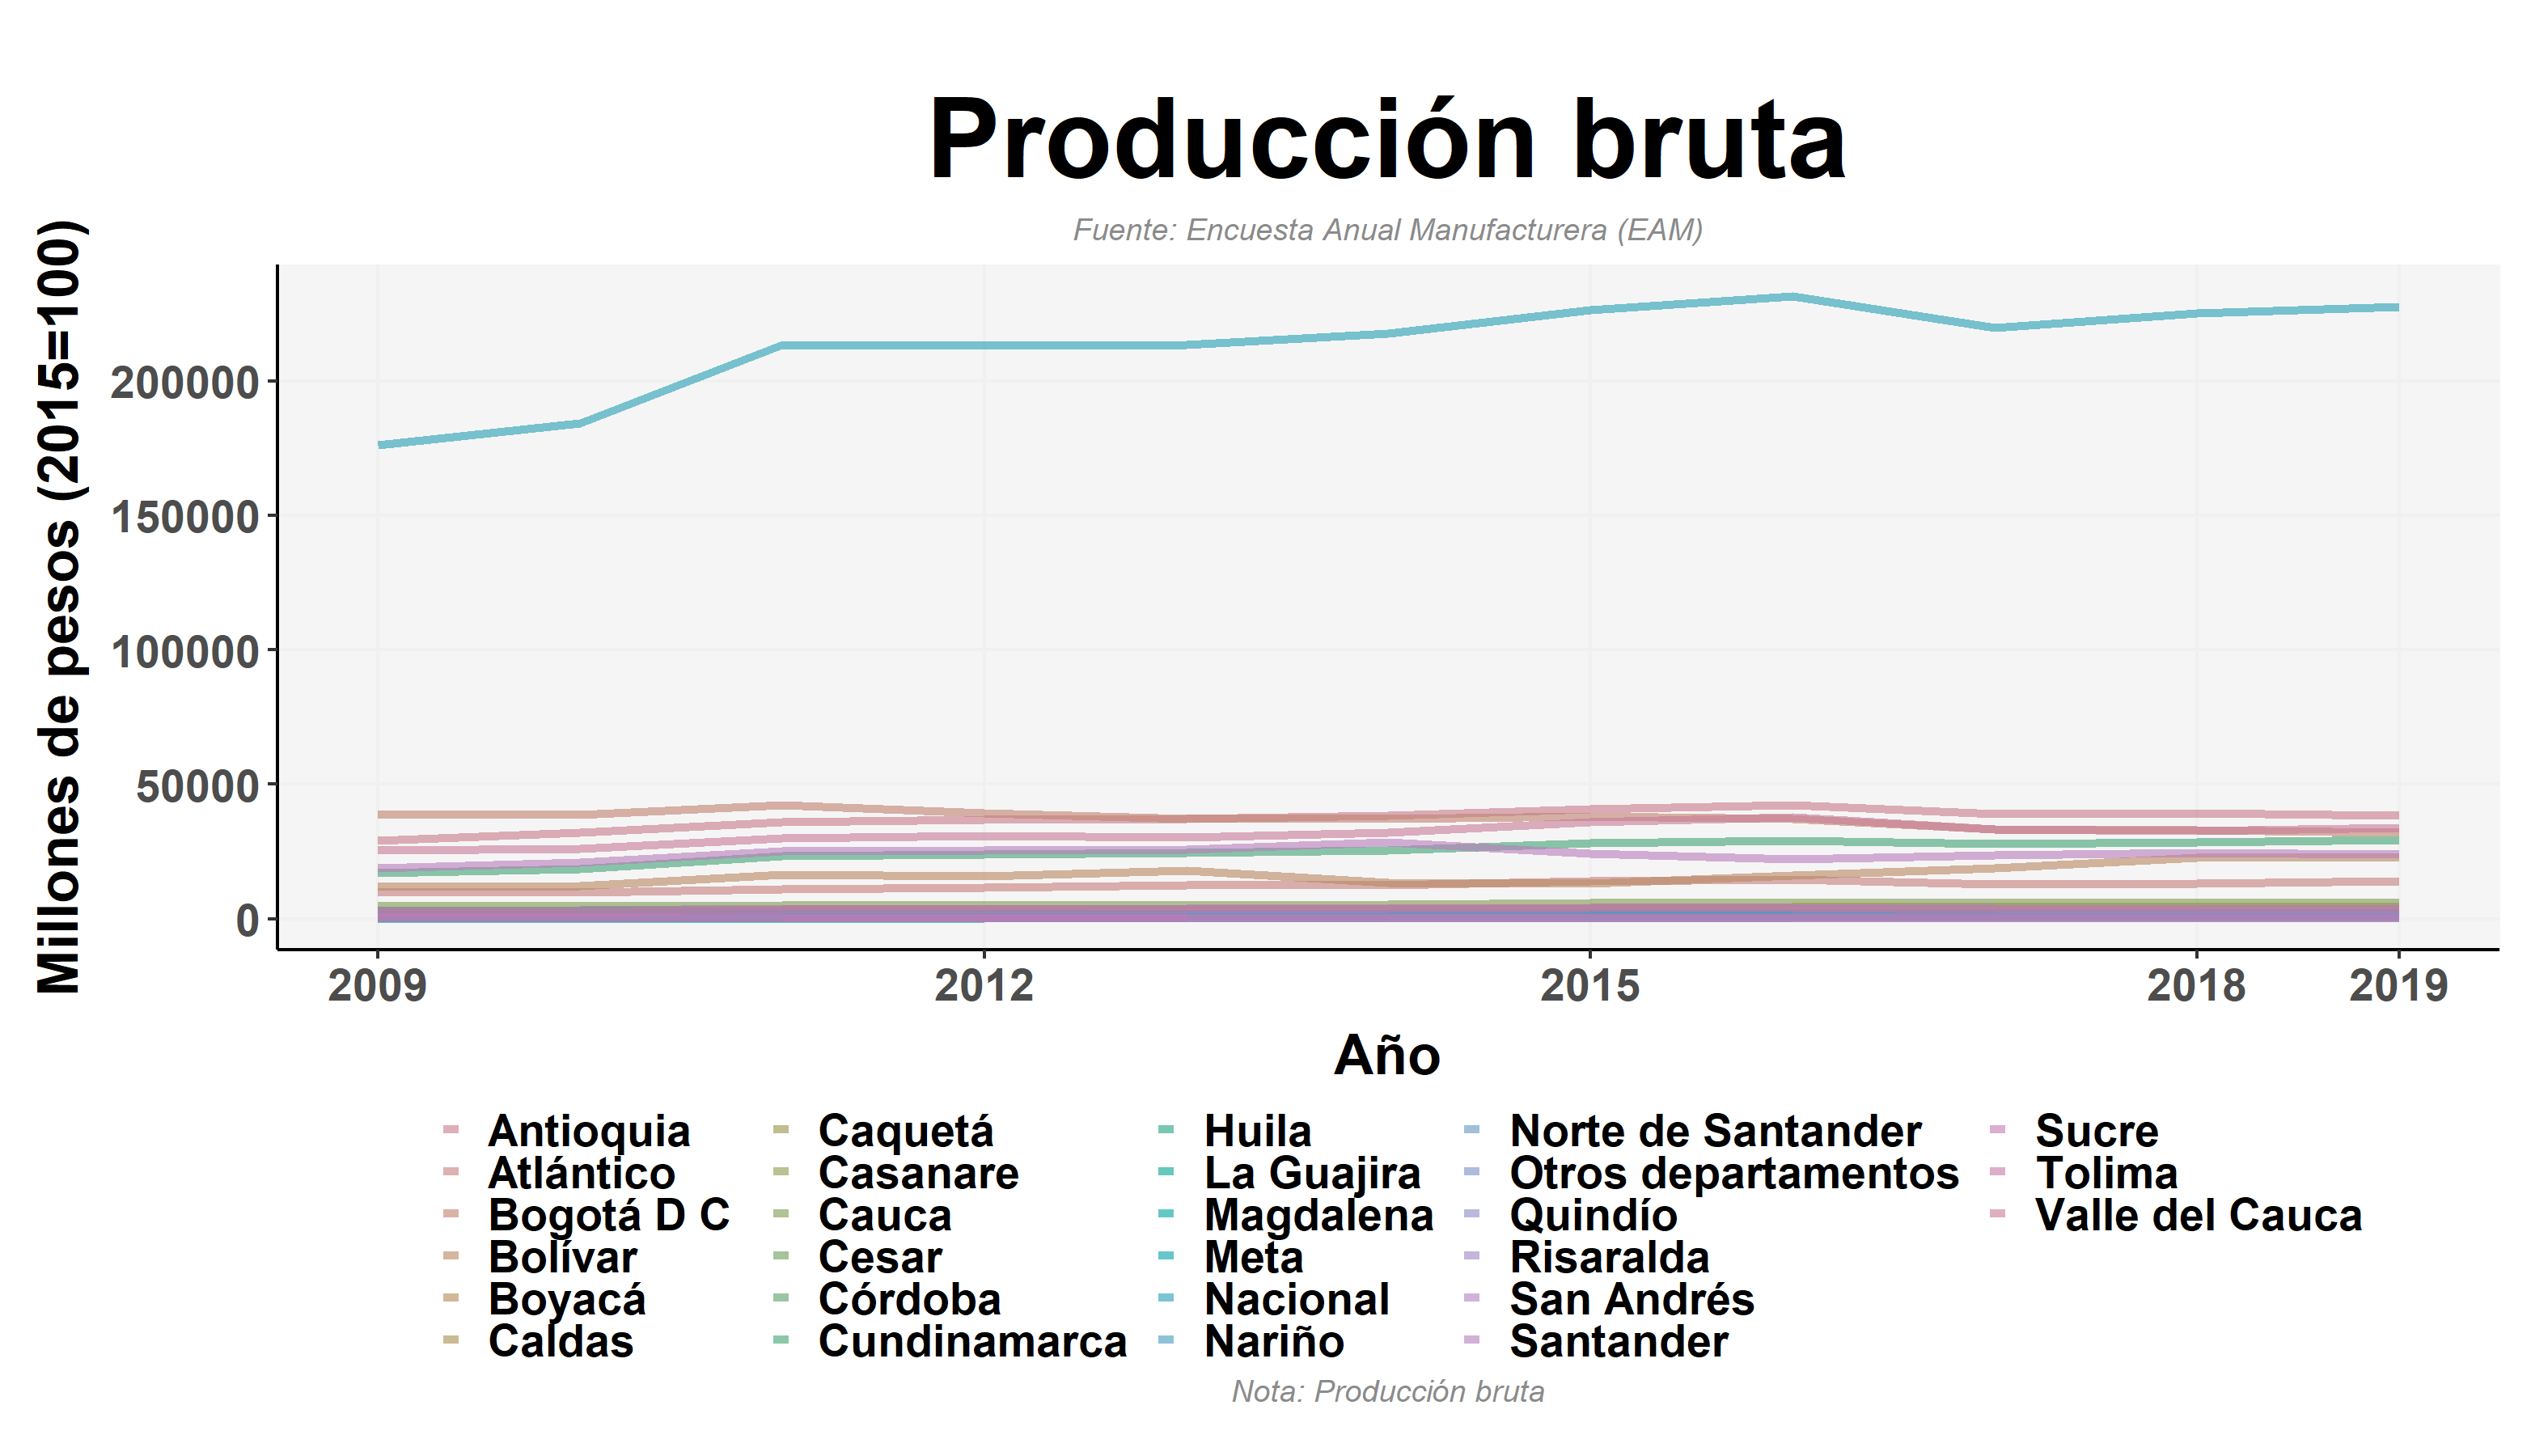 Producción bruta
Fuente: Encuesta Anual Manufacturera (EAM)
Millones de pesos (2015=100)
200000
150000
100000
50000
0
2009 2012 2015 2018 2019
Año
Antioquia Caquetá Huila Norte de Santander Sucre
Atlántico Casanare La Guajira Otros departamentos Tolima
Bogotá D C Cauca Magdalena Quindío Valle del Cauca
Bolívar Cesar Meta Risaralda
Boyacá Córdoba Nacional San Andrés
Caldas Cundinamarca Nariño Santander
Nota: Producción bruta